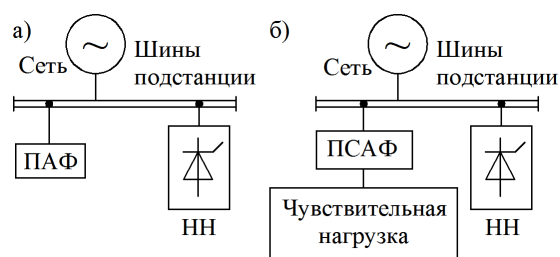 а)
Сеть
Шины
подстанции
ПАФ
НН
б)
Сеть
Шины
подстанции
ПСАФ
Чувствительная
нагрузка
НН